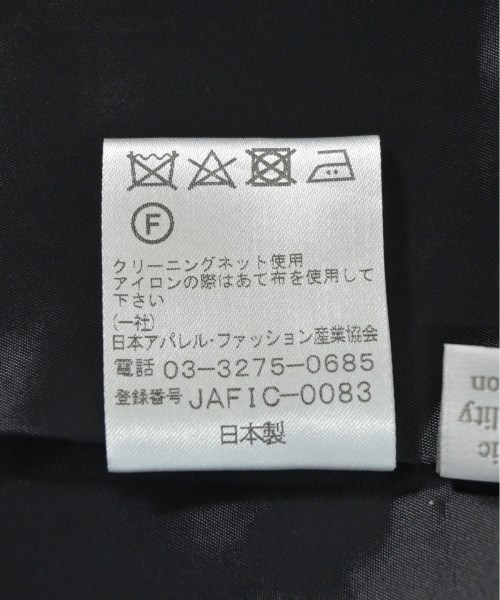 F
クリーニングネット使用
アイロンの際はあて布を使用して
下さい
(一社)
日本アパレル・ファッション産業協会
電話 03-3275-0685
登録番号 JAFIC-0083
日本製
ic
lity
on